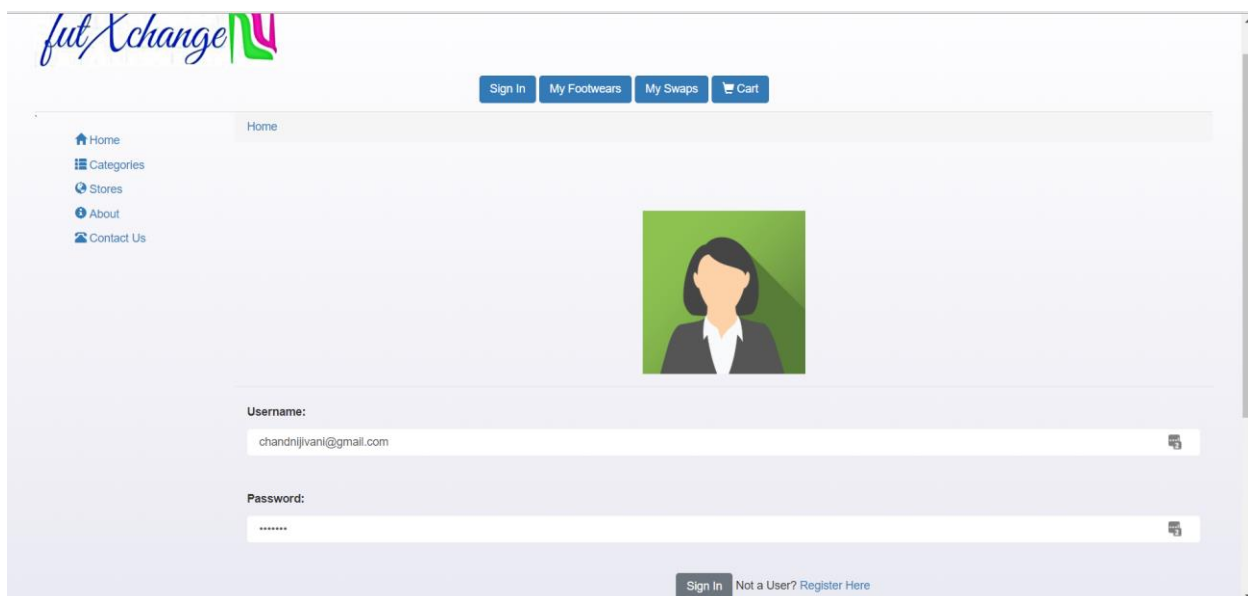 futXchange
Sign In My Footwears My Swaps Cart
Home
Home
Categories
Stores
About
Contact Us
Username:
chandnijivani@gmail.com
Password:
•••••••
Sign In Not a User? Register Here